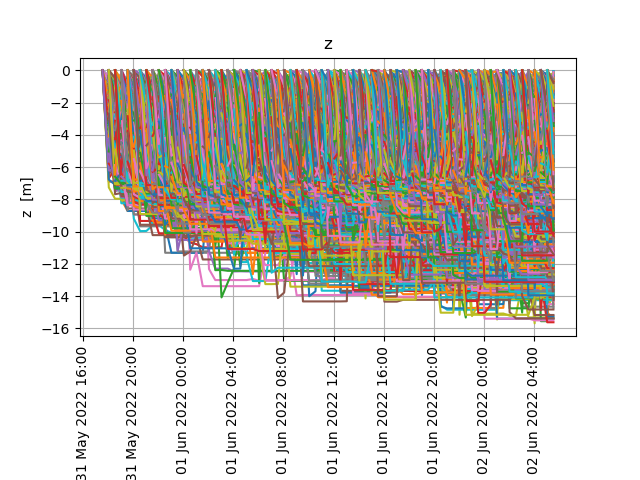 z
0
−2
−4
−6
−8
−10
−12
−14
−16
z [m]
31 May 2022 16:00
31 May 2022 20:00
01 Jun 2022 00:00
01 Jun 2022 04:00
01 Jun 2022 08:00
01 Jun 2022 12:00
01 Jun 2022 16:00
01 Jun 2022 20:00
02 Jun 2022 00:00
02 Jun 2022 04:00